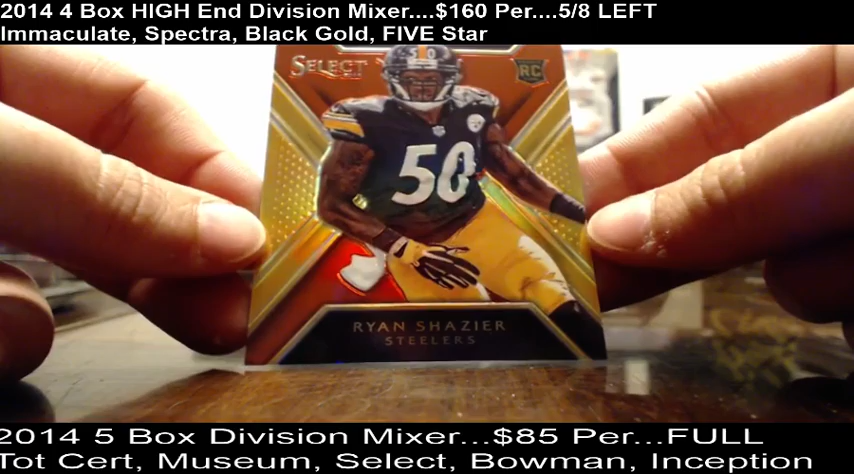 2014 4 Box HIGH End Division Mixer....$160 Per....5/8 LEFT
Immaculate, Spectra, Black Gold, FIVE Star
50
SELECT
RC
50
RYAN SHAZIER
STEELERS
2014 5 Box Division Mixer...$85 Per...FULL
Tot Cert, Museum, Select, Bowman, Inception